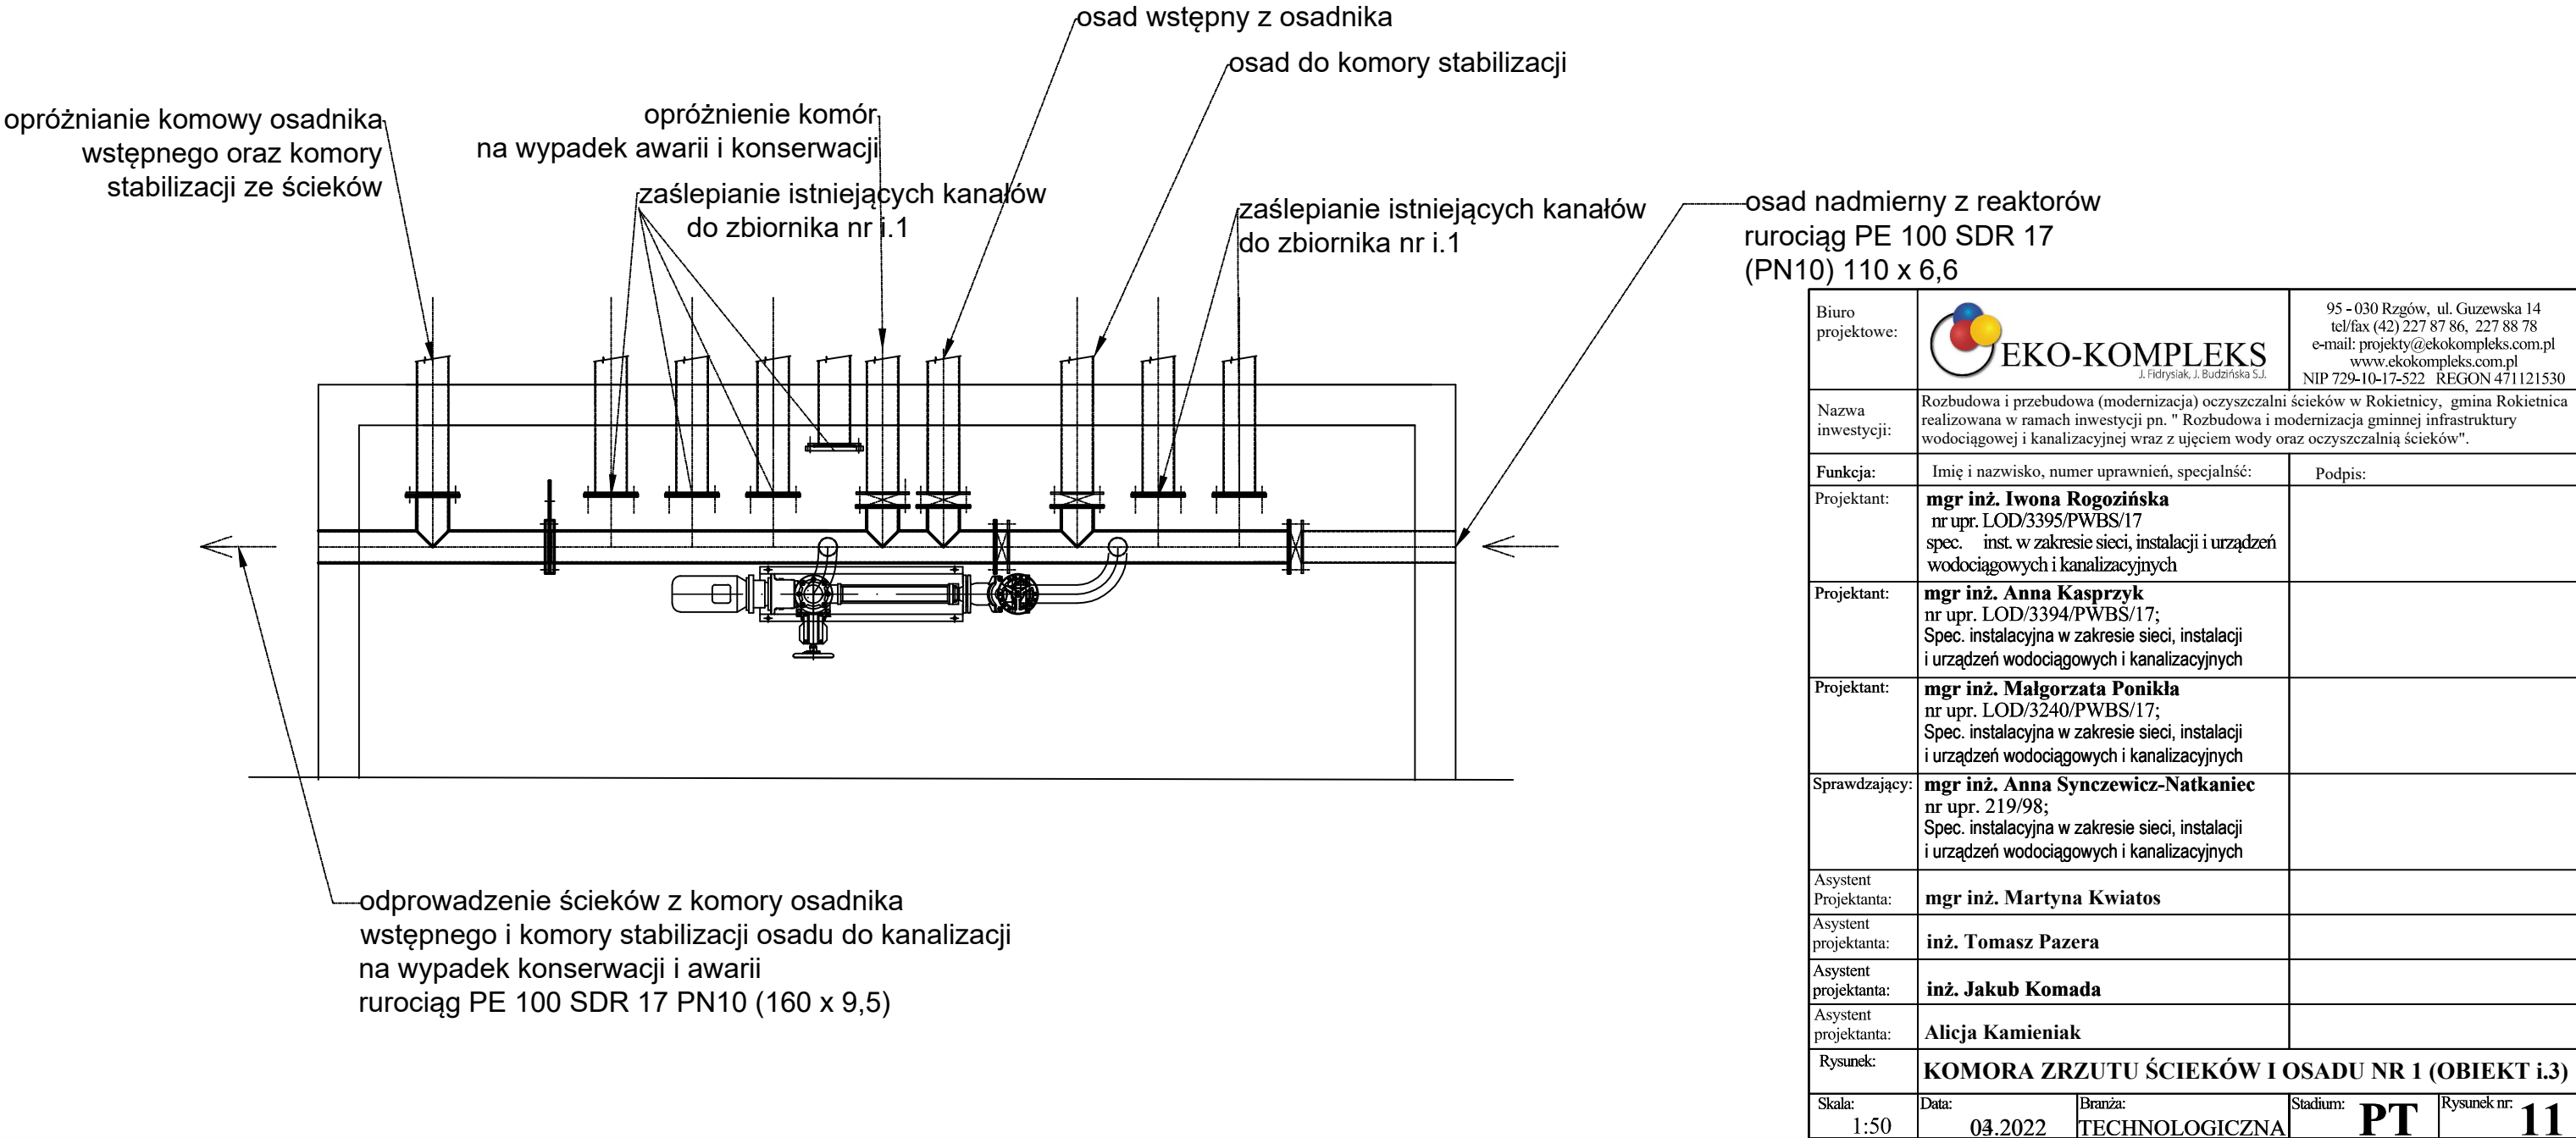 osad wstępny z osadnika
osad do komory stabilizacji
opróżnianie komowy osadnika
wstępnego oraz komory
stabilizacji ze ścieków
opróżnienie komór
na wypadek awarii i konserwacji
zaślepianie istniejących kanałów
do zbiornika nr i.1
zaślepianie istniejących kanałów
do zbiornika nr i.1
osad nadmierny z reaktorów
rurociąg PE 100 SDR 17
(PN10) 110 x 6,6
odprowadzenie ścieków z komory osadnika
wstępnego i komory stabilizacji osadu do kanalizacji
na wypadek konserwacji i awarii
rurociąg PE 100 SDR 17 PN10 (160 x 9,5)
Biuro
projektowe:
EKO-KOMPLEKS
J. Fidrysiak, J. Budzińska S.J.
95 - 030 Rzgów, ul. Guzewska 14
tel/fax (42) 227 87 86, 227 88 78
e-mail: projekty@ekokompleks.com.pl
www.ekokompleks.com.pl
NIP 729-10-17-522 REGON 471121530
Nazwa
inwestycji:
Rozbudowa i przebudowa (modernizacja) oczyszczalni ścieków w Rokietnicy, gmina Rokietnica
realizowana w ramach inwestycji pn. " Rozbudowa i modernizacja gminnej infrastruktury
wodociągowej i kanalizacyjnej wraz z ujęciem wody oraz oczyszczalnią ścieków".
Funkcja:
Imię i nazwisko, numer uprawnień, specjalnść:
Podpis:
Projektant:
mgr inż. Iwona Rogozińska
nr upr. LOD/3395/PWBS/17
spec. inst. w zakresie sieci, instalacji i urządzeń
wodociągowych i kanalizacyjnych
Projektant:
mgr inż. Anna Kasprzyk
nr upr. LOD/3394/PWBS/17;
Spec. instalacyjna w zakresie sieci, instalacji
i urządzeń wodociągowych i kanalizacyjnych
Projektant:
mgr inż. Małgorzata Ponikła
nr upr. LOD/3240/PWBS/17;
Spec. instalacyjna w zakresie sieci, instalacji
i urządzeń wodociągowych i kanalizacyjnych
Sprawdzający:
mgr inż. Anna Synczewicz-Natkaniec
nr upr. 219/98;
Spec. instalacyjna w zakresie sieci, instalacji
i urządzeń wodociągowych i kanalizacyjnych
Asystent
Projektanta:
mgr inż. Martyna Kwiatos
Asystent
projektanta:
inż. Tomasz Pazera
Asystent
projektanta:
inż. Jakub Komada
Asystent
projektanta:
Alicja Kamieniak
Rysunek:
KOMORA ZRZUTU ŚCIEKÓW I OSADU NR 1 (OBIEKT i.3)
Skala:
1:50
Data:
Branża:
TECHNOLOGICZNA
Stadium:
PT
Rysunek nr:
11